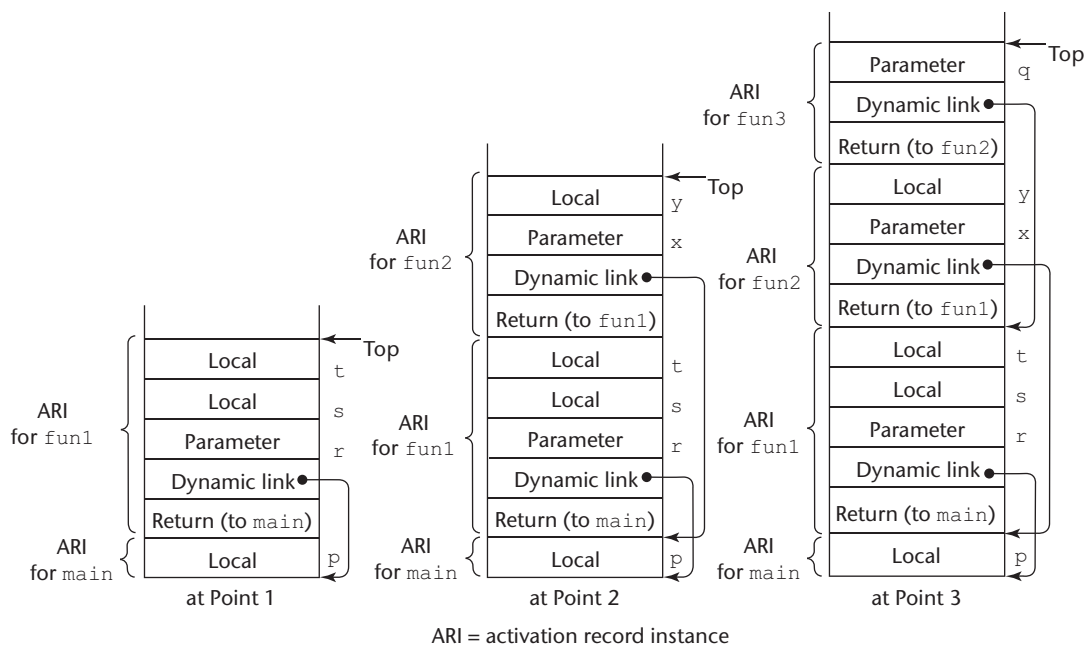 Top
Parameter q
ARI
for fun3
Dynamic link
Return (to fun2)
Top
Local y
Local y
ARI
for fun2
Parameter x
Parameter x
ARI
for fun2
Dynamic link
Dynamic link
Return (to fun1)
Return (to fun1)
Top
Local t
Local t
Local t
ARI
for fun1
Local s
ARI
for fun1
Local s
ARI
for fun1
Local s
Parameter r
Parameter r
Parameter r
Dynamic link
Dynamic link
Dynamic link
Return (to main)
Return (to main)
Return (to main)
ARI
for main
Local p
ARI
for main
Local p
ARI
for main
Local p
at Point 1
at Point 2
at Point 3
ARI = activation record instance